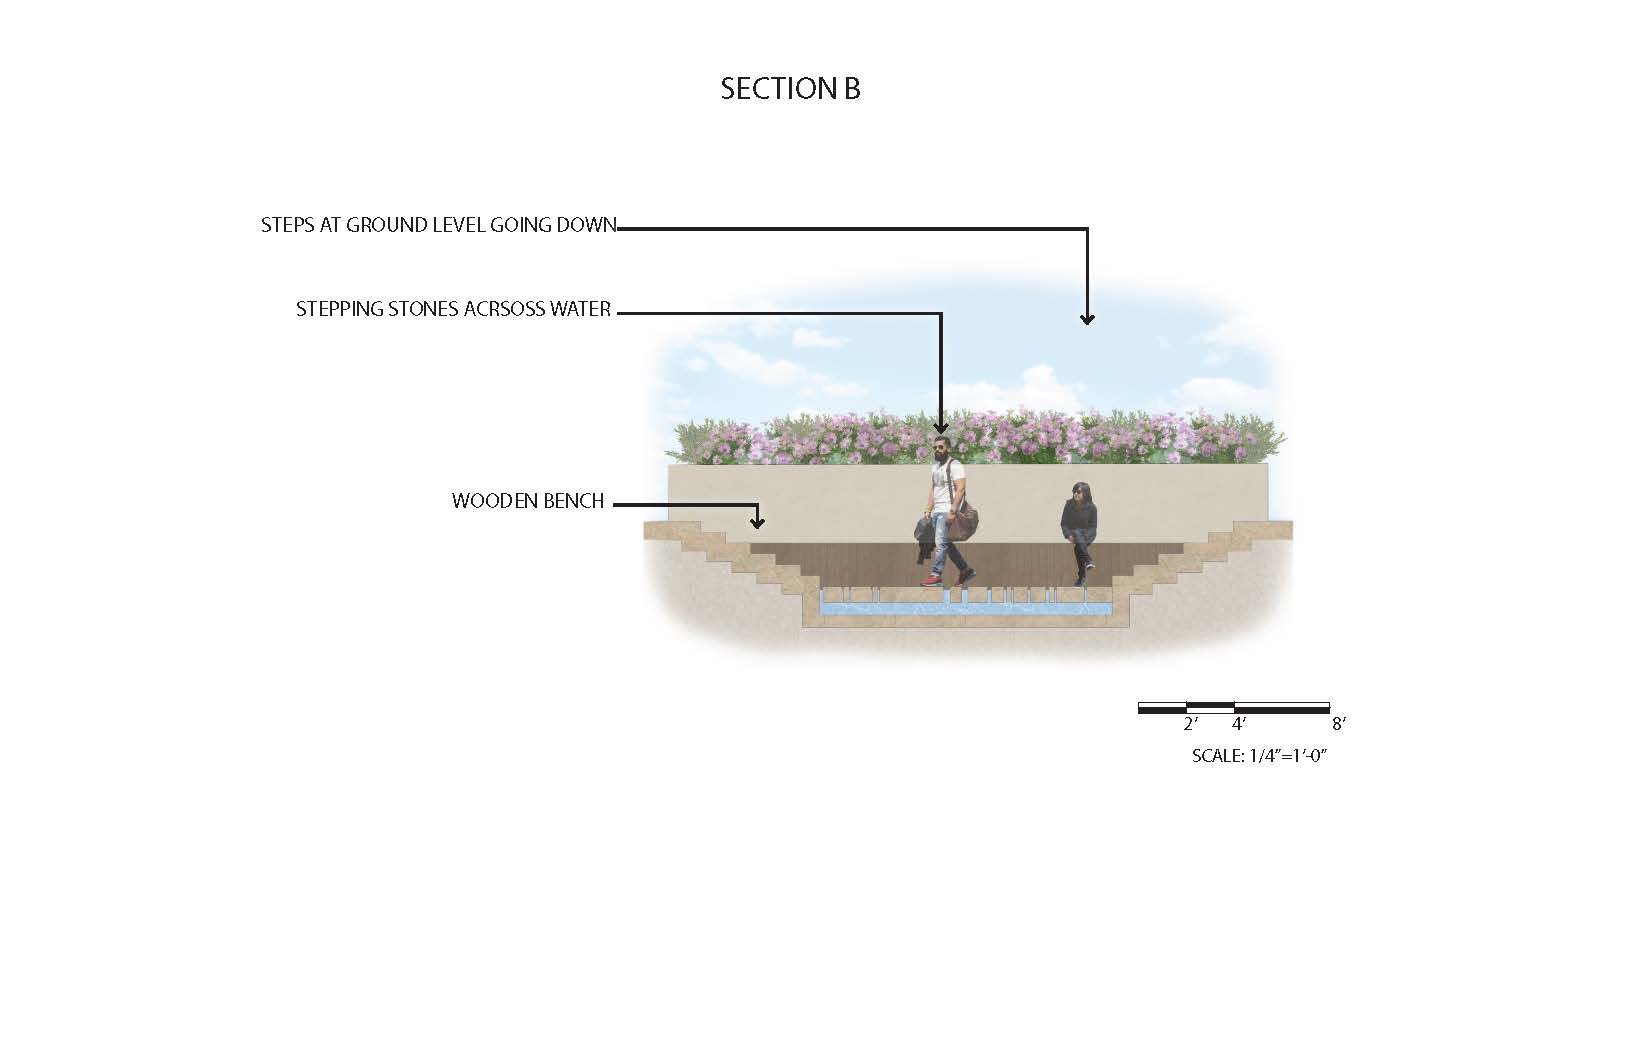 SECTION B
STEPS AT GROUND LEVEL GOING DOWN
STEPPING STONES ACRSOSS WATER
WOODEN BENCH
2’ 4’ 8’
SCALE: 1/4”=1’-0”